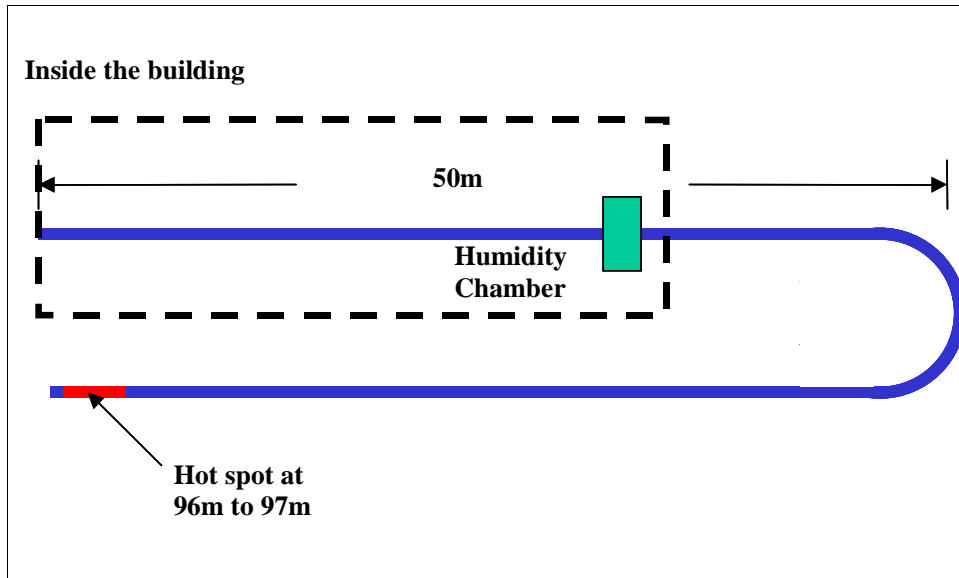 Inside the building
50m
Humidity
Chamber
Hot spot at
96m to 97m